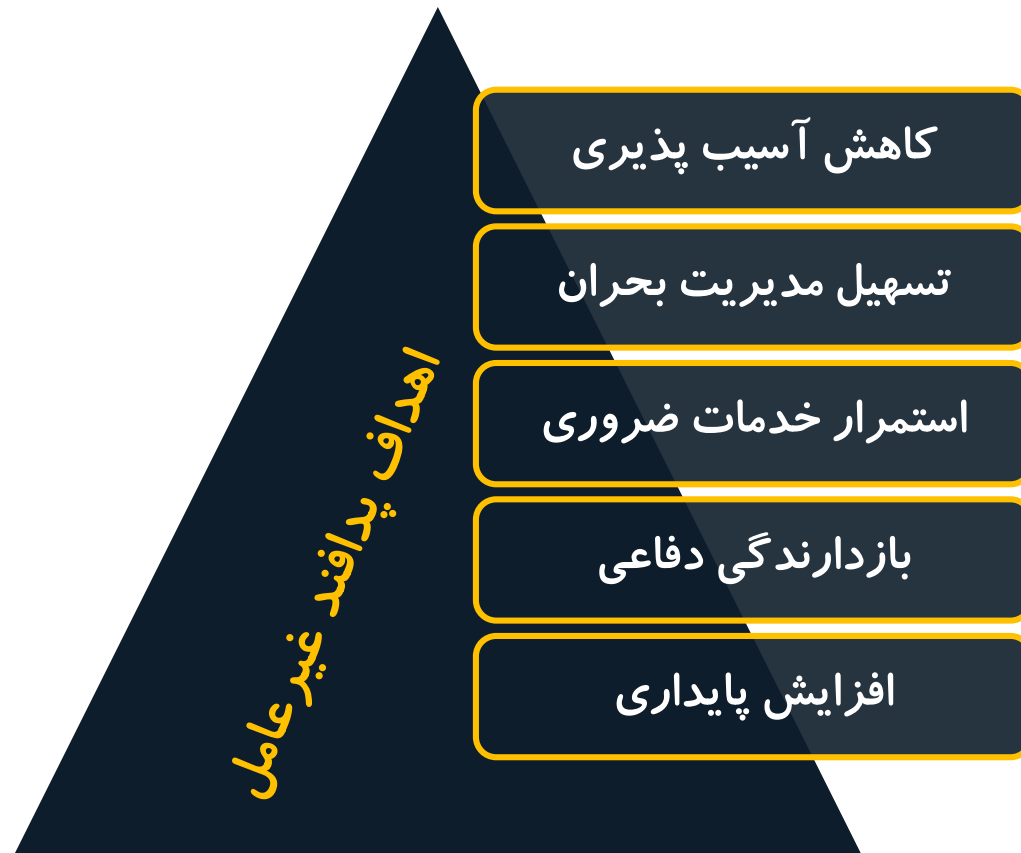 اهداف پدافند غیرعامل
کاهش آسیب پذیری
تسهیل مدیریت بحران
استمرار خدمات ضروری
بازدارندگی دفاعی
افزایش پایداری